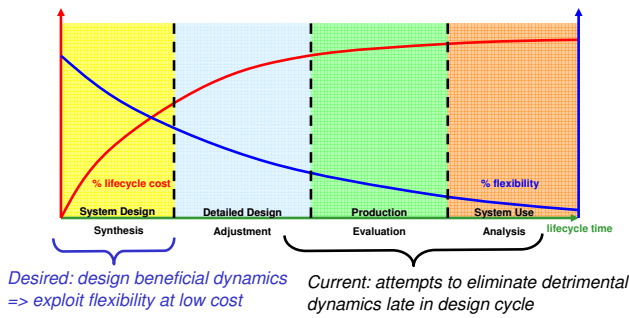 % lifecycle cost
% flexibility
System Design
Detailed Design
Production
System Use
lifecycle time
Synthesis
Adjustment
Evaluation
Analysis
Desired: design beneficial dynamics
=> exploit flexibility at low cost
Current: attempts to eliminate detrimental
dynamics late in design cycle